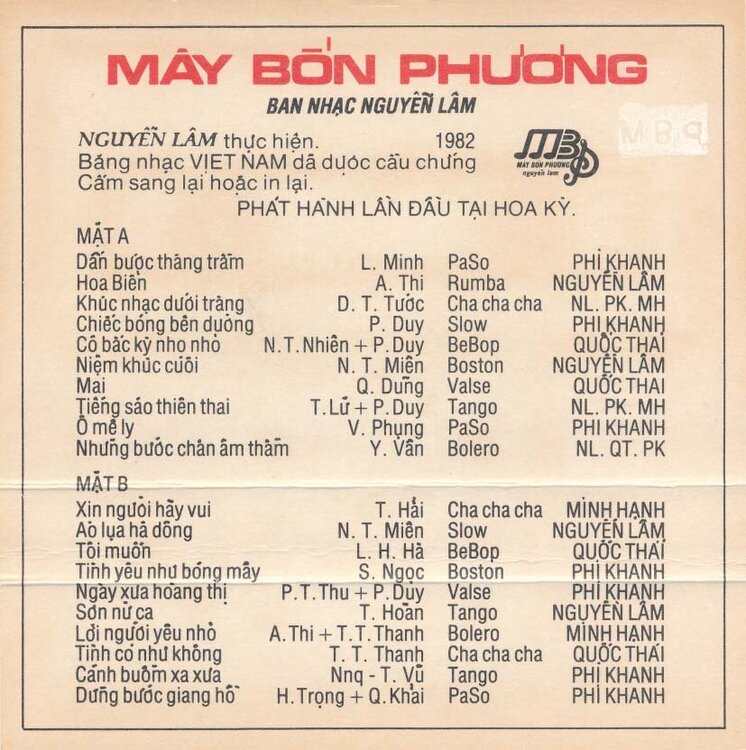 MÂY BỐN PHƯƠNG
BAN NHẠC NGUYỄN LÂM
NGUYỄN LÂM thực hiện. 1982
Băng nhạc VIỆT NAM đã được cầu chứng
Cấm sang lại hoặc in lại.
MB
MÂY BỐN PHƯƠNG
nguyễn lâm
MBP
PHÁT HÀNH LẦN ĐẦU TẠI HOA KỲ.
MẶT A
Dấn bước thăng trầm L. Minh PaSo PHI KHANH
Hoa Biển A. Thi Rumba NGUYỄN LÂM
Khúc nhạc dưới trăng D. T. Tước Cha cha cha NL. PK. MH
Chiếc bóng bên đường P. Duy Slow PHI KHANH
Cô bắc kỳ nho nhỏ N.T.Nhiên + P.Duy BeBop QUỐC THÁI
Niệm khúc cuối N. T. Miên Boston NGUYỄN LÂM
Mai Q. Dũng Valse QUỐC THÁI
Tiếng sáo thiên thai T.Lữ + P.Duy Tango NL. PK. MH
Ô mê ly V. Phụng PaSo PHI KHANH
Những bước chân âm thầm Y. Vân Bolero NL. QT. PK
MẶT B
Xin người hãy vui T. Hải Cha cha cha MINH HẠNH
Aò lụa hà đông N. T. Miên Slow NGUYỄN LÂM
Tôi muốn L. H. Hà BeBop QUỐC THÁI
Tình yêu như bóng mây S. Ngọc Boston PHI KHANH
Ngày xưa hoàng thị P.T.Thu + P.Duy Valse PHI KHANH
Sơn nữ ca T. Hoàn Tango NGUYỄN LÂM
Lời người yêu nhỏ A.Thi + T.T.Thanh Bolero MINH HẠNH
Tình có như không T. T. Thanh Cha cha cha QUỐC THÁI
Cánh buồm xa xưa Nnq - T. Vũ Tango PHI KHANH
Dừng bước giang hồ H.Trọng + Q.Khải PaSo PHI KHANH